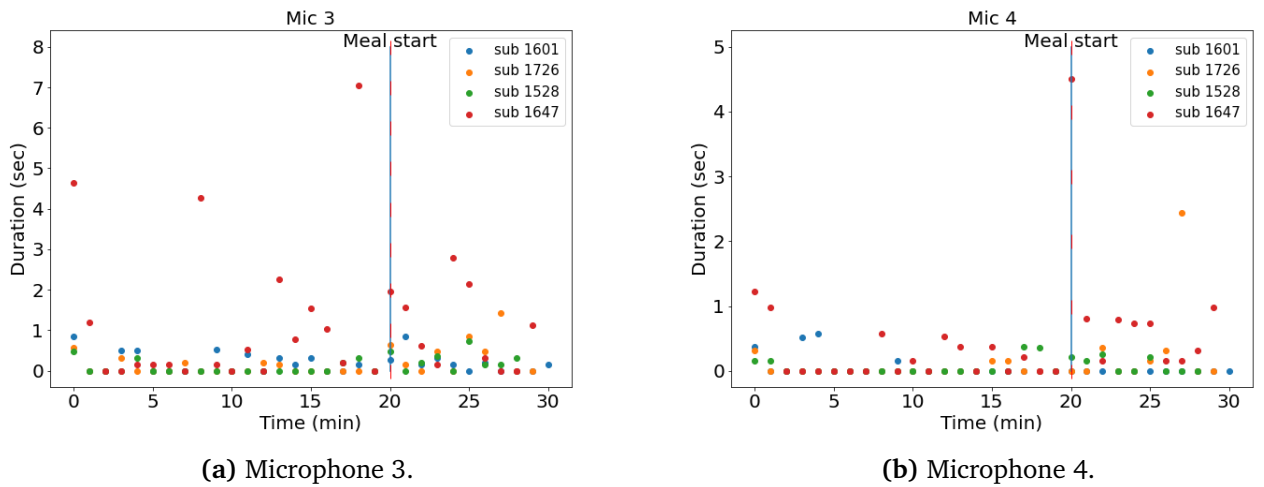 Mic 3
Meal start
sub 1601
sub 1726
sub 1528
sub 1647
8
7
6
5
4
3
2
1
0
Duration (sec)
0 5 10 15 20 25 30
Time (min)
(a) Microphone 3.
Mic 4
Meal start
sub 1601
sub 1726
sub 1528
sub 1647
5
4
3
2
1
0
Duration (sec)
0 5 10 15 20 25 30
Time (min)
(b) Microphone 4.